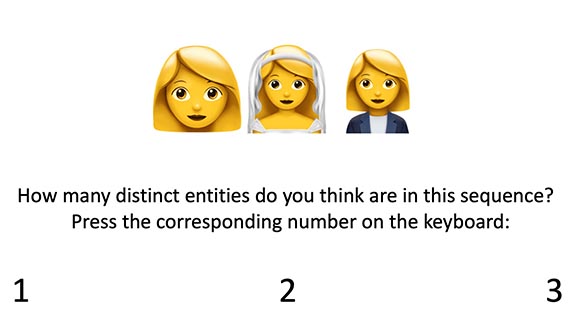 How many distinct entities do you think are in this sequence?
Press the corresponding number on the keyboard:
1 2 3